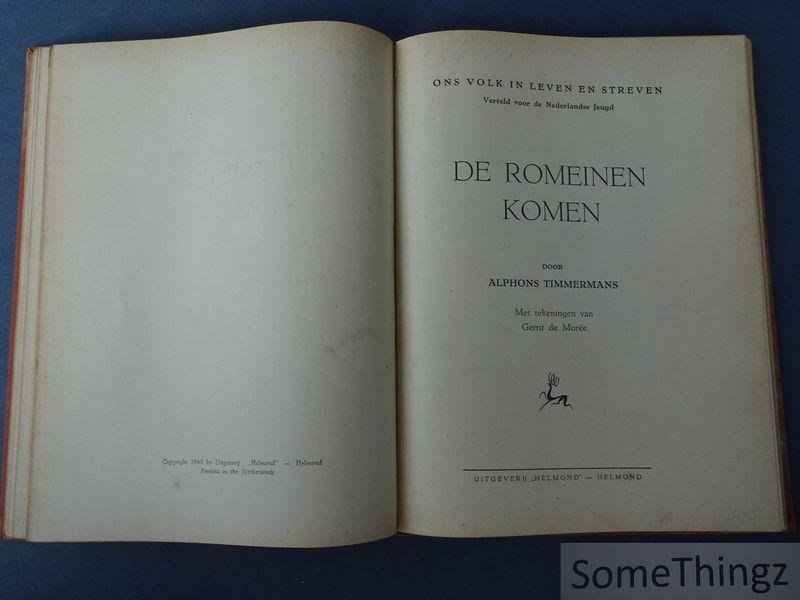 Copyright 1948 by Uitgeverij „Helmond" — Helmond
Printed in the Netherlands
ONS VOLK IN LEVEN EN STREVEN
Verteld voor de Nederlandse Jeugd
DE ROMEINEN
KOMEN
DOOR
ALPHONS TIMMERMANS
Met tekeningen van
Gerrit de Morée
UITGEVERIJ „HELMOND" — HELMOND
SomeThingz